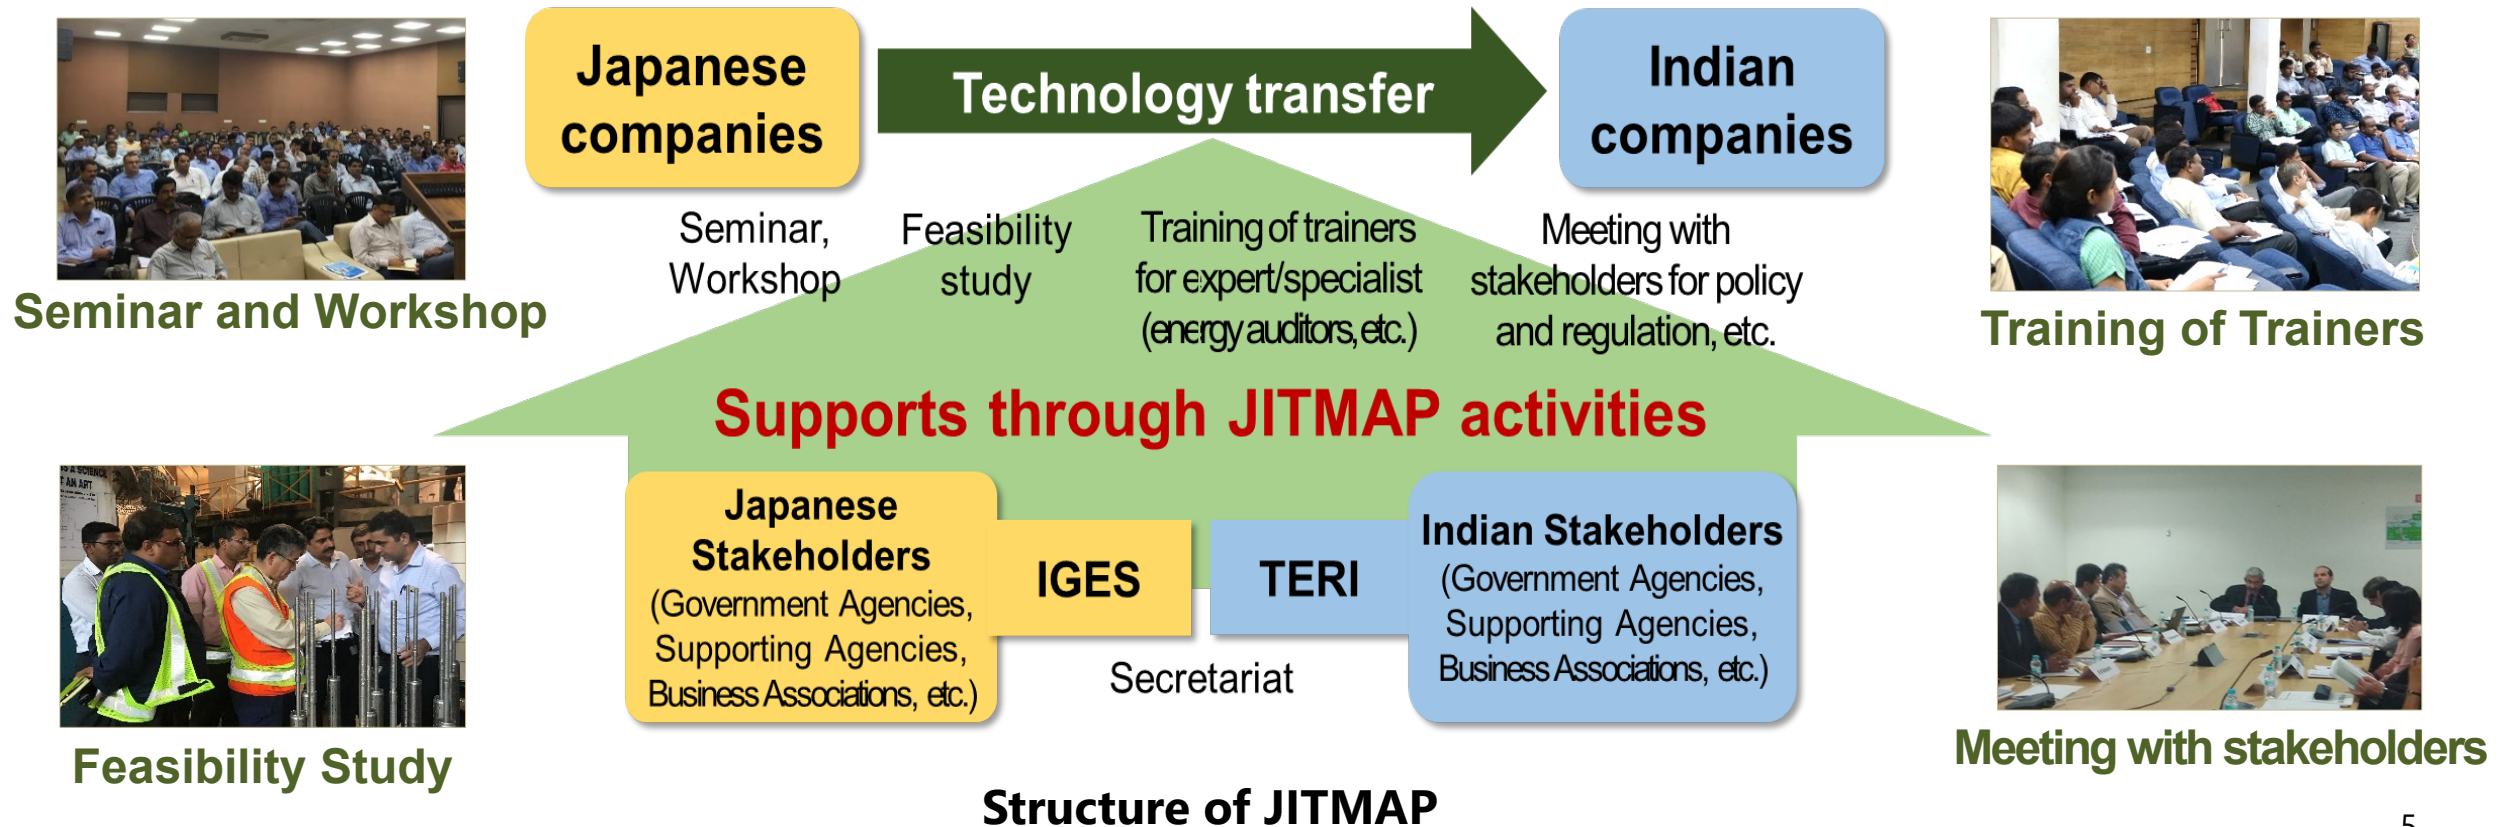 Japanese
companies
Technology transfer
Indian
companies
Seminar and Workshop
Seminar,
Workshop
Feasibility
study
Training of trainers
for expert/specialist
(energy auditors, etc.)
Meeting with
stakeholders for policy
and regulation, etc.
Training of Trainers
Supports through JITMAP activities
AN ART
Japanese
Stakeholders
(Government Agencies,
Supporting Agencies,
Business Associations, etc.)
IGES
TERI
Secretariat
Indian Stakeholders
(Government Agencies,
Supporting Agencies,
Business Associations, etc.)
Feasibility Study
Meeting with stakeholders
Structure of JITMAP
5